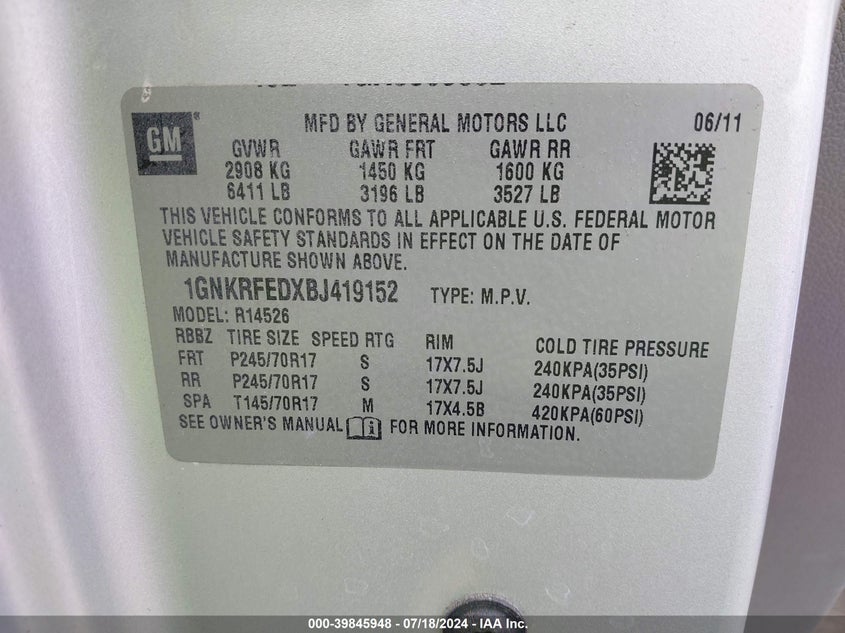 GM ®
MFD BY GENERAL MOTORS LLC 06/11
GVWR GAWR FRT GAWR RR
2908 KG 1450 KG 1600 KG
6411 LB 3196 LB 3527 LB
THIS VEHICLE CONFORMS TO ALL APPLICABLE U.S. FEDERAL MOTOR
VEHICLE SAFETY STANDARDS IN EFFECT ON THE DATE OF
MANUFACTURE SHOWN ABOVE.
1GNKRFEDXBJ419152 TYPE: M.P.V.
MODEL: R14526
RBBZ TIRE SIZE SPEED RTG RIM COLD TIRE PRESSURE
FRT P245/70R17 S 17X7.5J 240KPA(35PSI)
RR P245/70R17 S 17X7.5J 240KPA(35PSI)
SPA T145/70R17 M 17X4.5B 420KPA(60PSI)
SEE OWNER'S MANUAL FOR MORE INFORMATION.
000-39845948 - 07/18/2024 - IAA Inc.